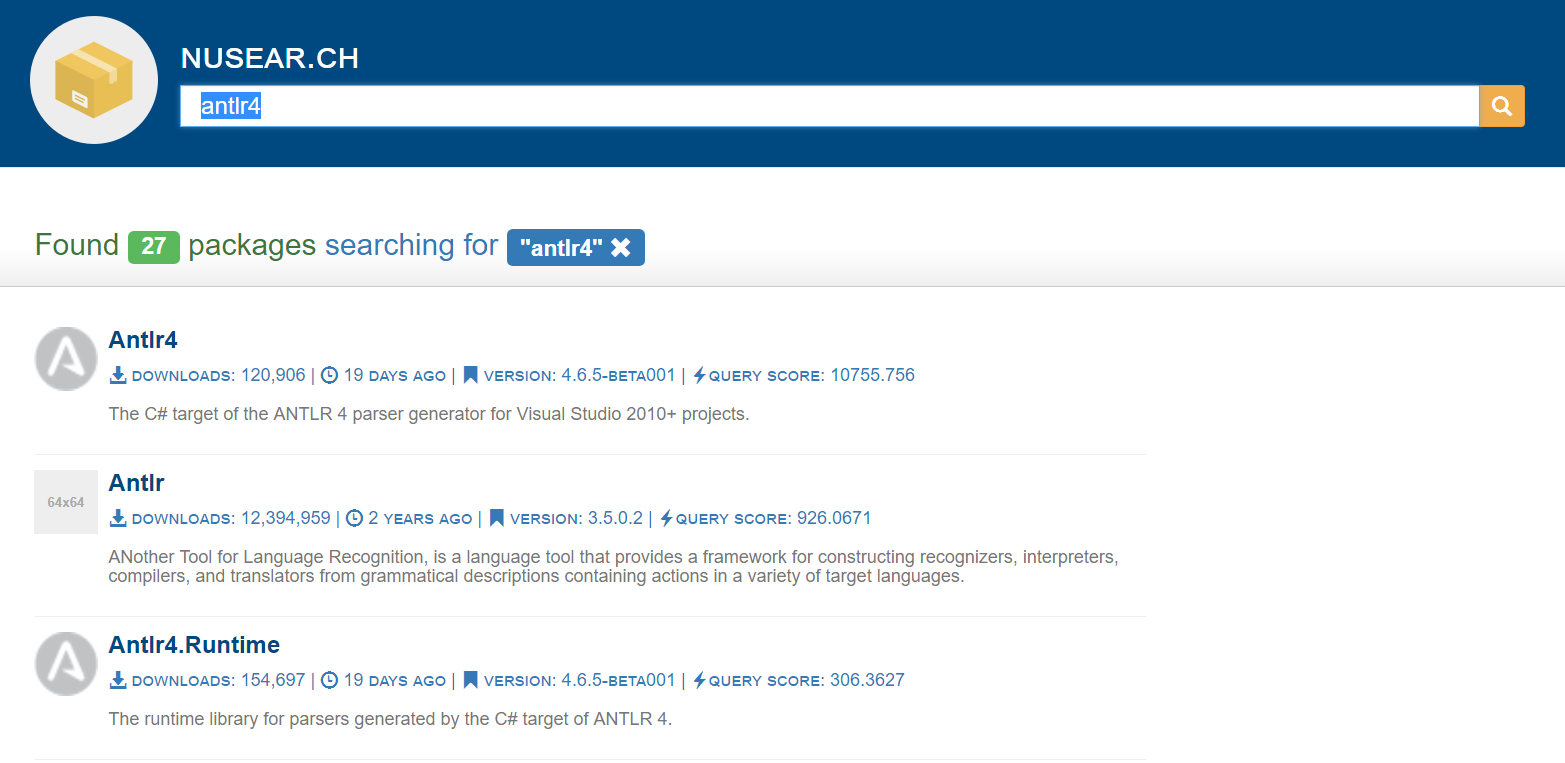 NUSEAR.CH
antlr4
Found 27 packages searching for "antlr4"
Antlr4
DOWNLOADS: 120,906 | 19 DAYS AGO | VERSION: 4.6.5-BETA001 | QUERY SCORE: 10755.756
The C# target of the ANTLR 4 parser generator for Visual Studio 2010+ projects.
64x64
Antlr
DOWNLOADS: 12,394,959 | 2 YEARS AGO | VERSION: 3.5.0.2 | QUERY SCORE: 926.0671
ANother Tool for Language Recognition, is a language tool that provides a framework for constructing recognizers, interpreters,
compilers, and translators from grammatical descriptions containing actions in a variety of target languages.
Antlr4.Runtime
DOWNLOADS: 154,697 | 19 DAYS AGO | VERSION: 4.6.5-BETA001 | QUERY SCORE: 306.3627
The runtime library for parsers generated by the C# target of ANTLR 4.